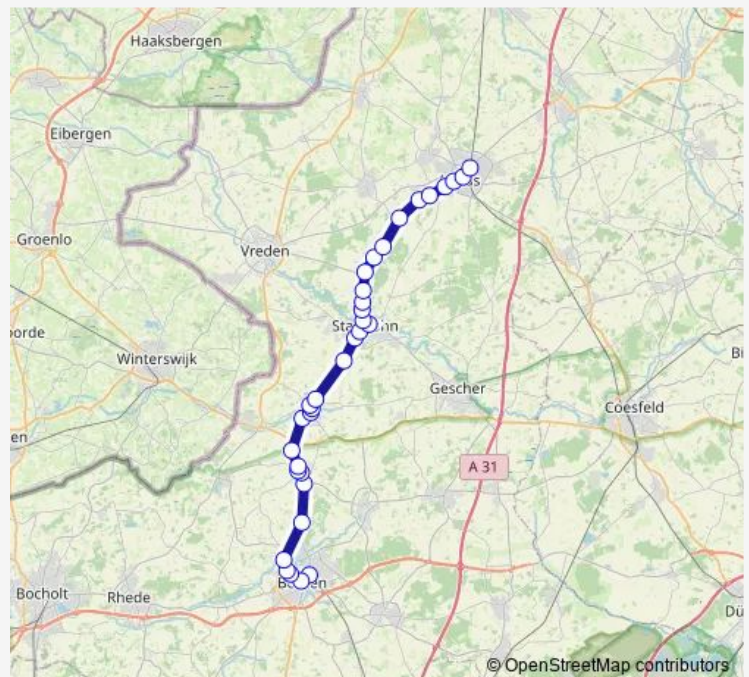 Haaksbergen
Eibergen
Groenlo
Vreden
Winterswijk
Gescher
Coesfeld
A 31
Bocholt
Rhede
© OpenStreetMap contributors